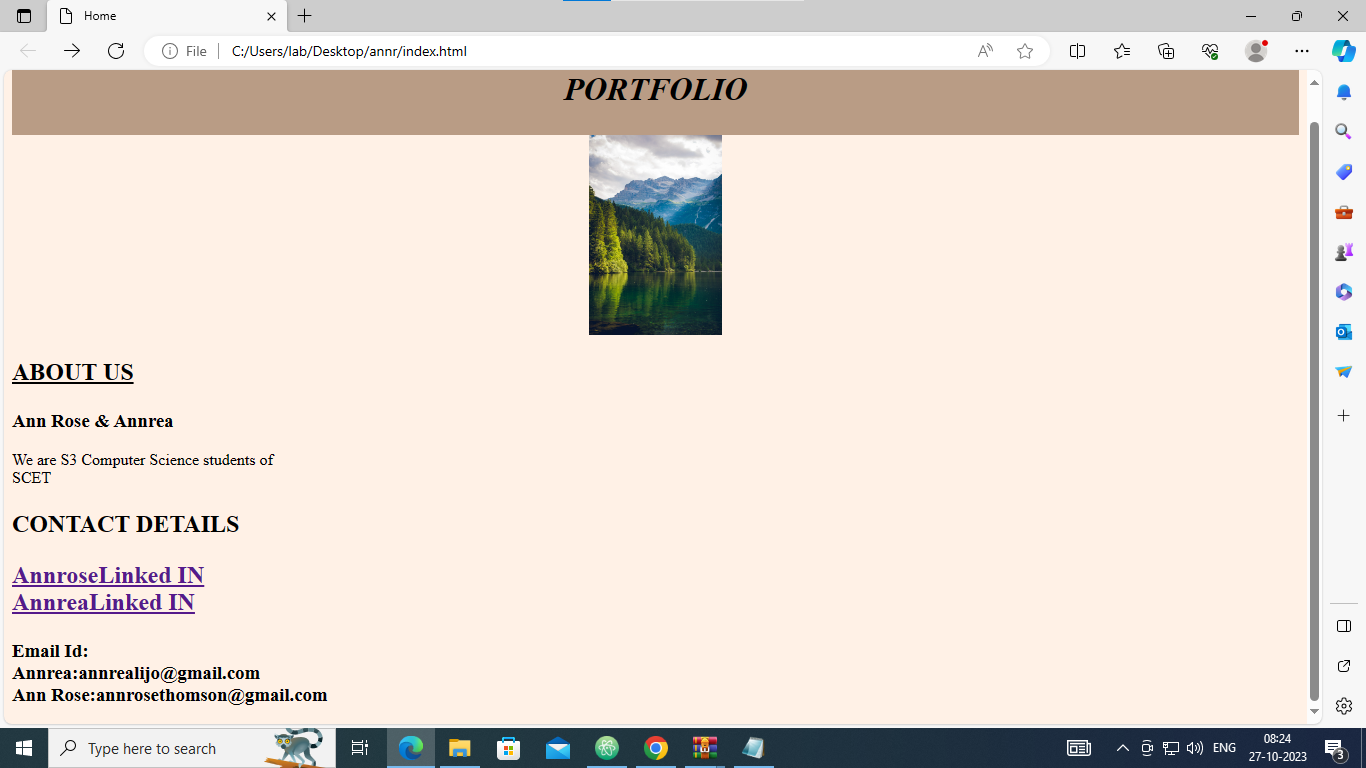 Home
File
C:/Users/lab/Desktop/annr/index.html
PORTFOLIO
ABOUT US
Ann Rose & Annrea
We are S3 Computer Science students of
SCET
CONTACT DETAILS
AnnroseLinked IN
AnnreaLinked IN
Email Id:
Annrea:annrealijo@gmail.com
Ann Rose:annrosethomson@gmail.com
Type here to search
ENG
08:24
27-10-2023
3